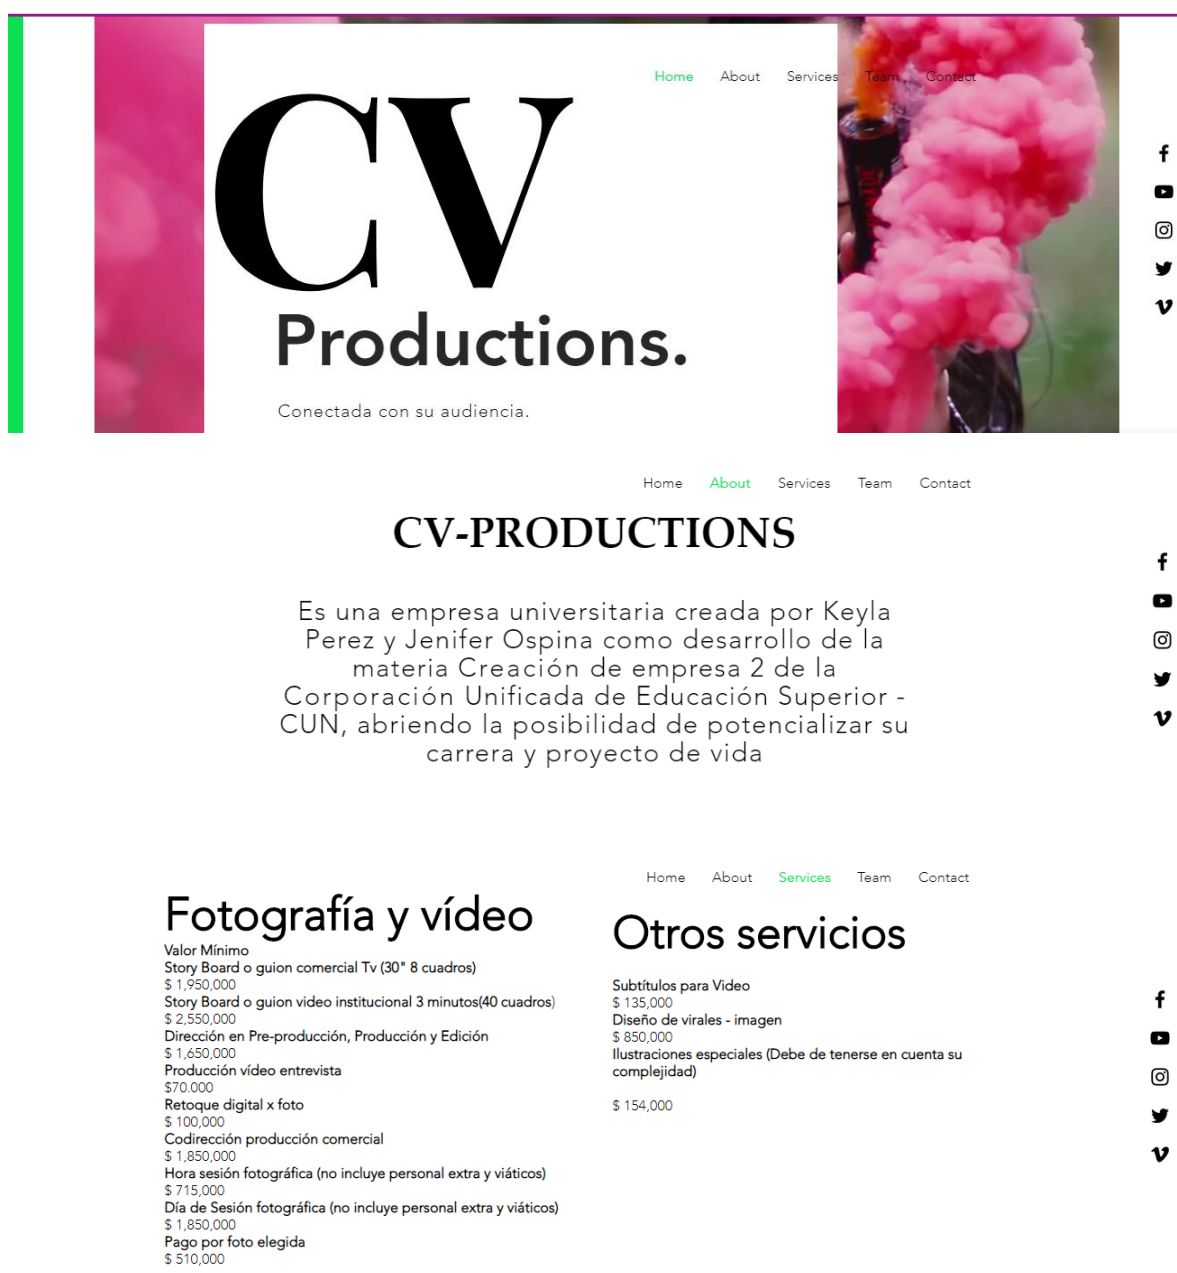 Home About Services Team Contact
CV
Productions.
Conectada con su audiencia.
Home About Services Team Contact
CV-PRODUCTIONS
Es una empresa universitaria creada por Keyla
Perez y Jenifer Ospina como desarrollo de la
materia Creación de empresa 2 de la
Corporación Unificada de Educación Superior -
CUN, abriendo la posibilidad de potencializar su
carrera y proyecto de vida
Home About Services Team Contact
Fotografía y vídeo
Valor Mínimo
Story Board o guion comercial Tv (30" 8 cuadros)
$ 1,950,000
Story Board o guion video institucional 3 minutos(40 cuadros)
$ 2,550,000
Dirección en Pre-producción, Producción y Edición
$ 1,650,000
Producción vídeo entrevista
$70.000
Retoque digital x foto
$ 100,000
Codirección producción comercial
$ 1,850,000
Hora sesión fotográfica (no incluye personal extra y viáticos)
$ 715,000
Día de Sesión fotográfica (no incluye personal extra y viáticos)
$ 1,850,000
Pago por foto elegida
$ 510,000
Otros servicios
Subtítulos para Video
$ 135,000
Diseño de virales - imagen
$ 850,000
Ilustraciones especiales (Debe de tenerse en cuenta su
complejidad)
$ 154,000